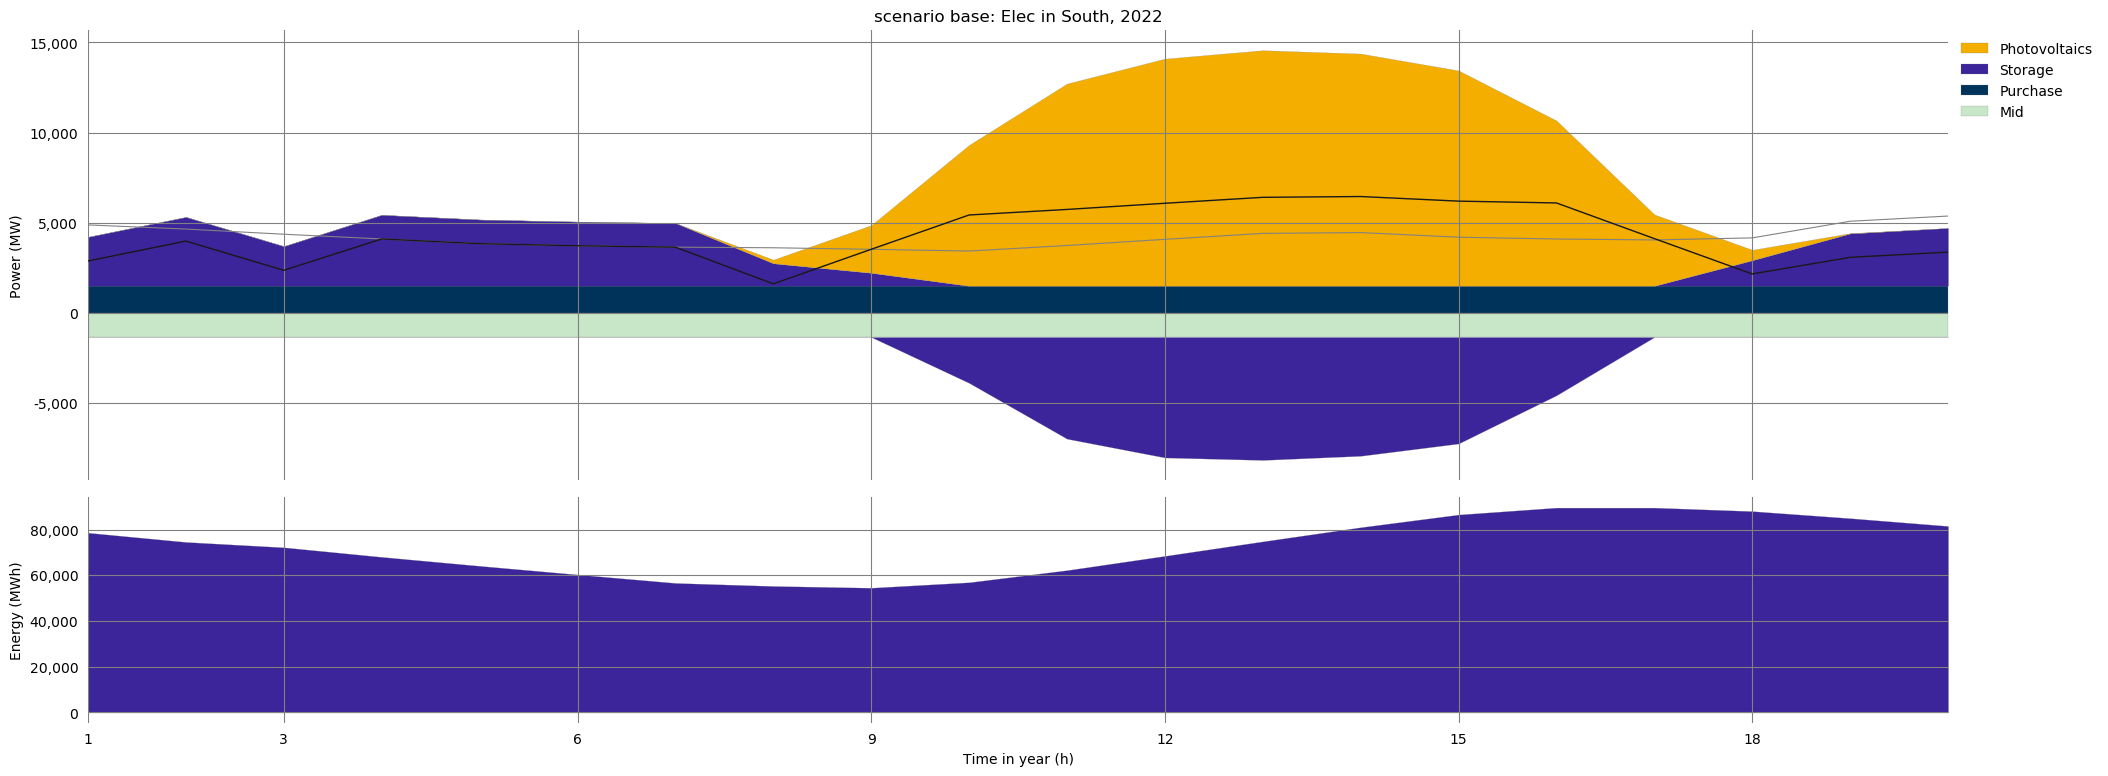 scenario base: Elec in South, 2022
Power (MW)
15,000
10,000
5,000
0
-5,000
Photovoltaics
Storage
Purchase
Mid
Energy (MWh)
80,000
60,000
40,000
20,000
0
1 3 6 9 12 15 18
Time in year (h)